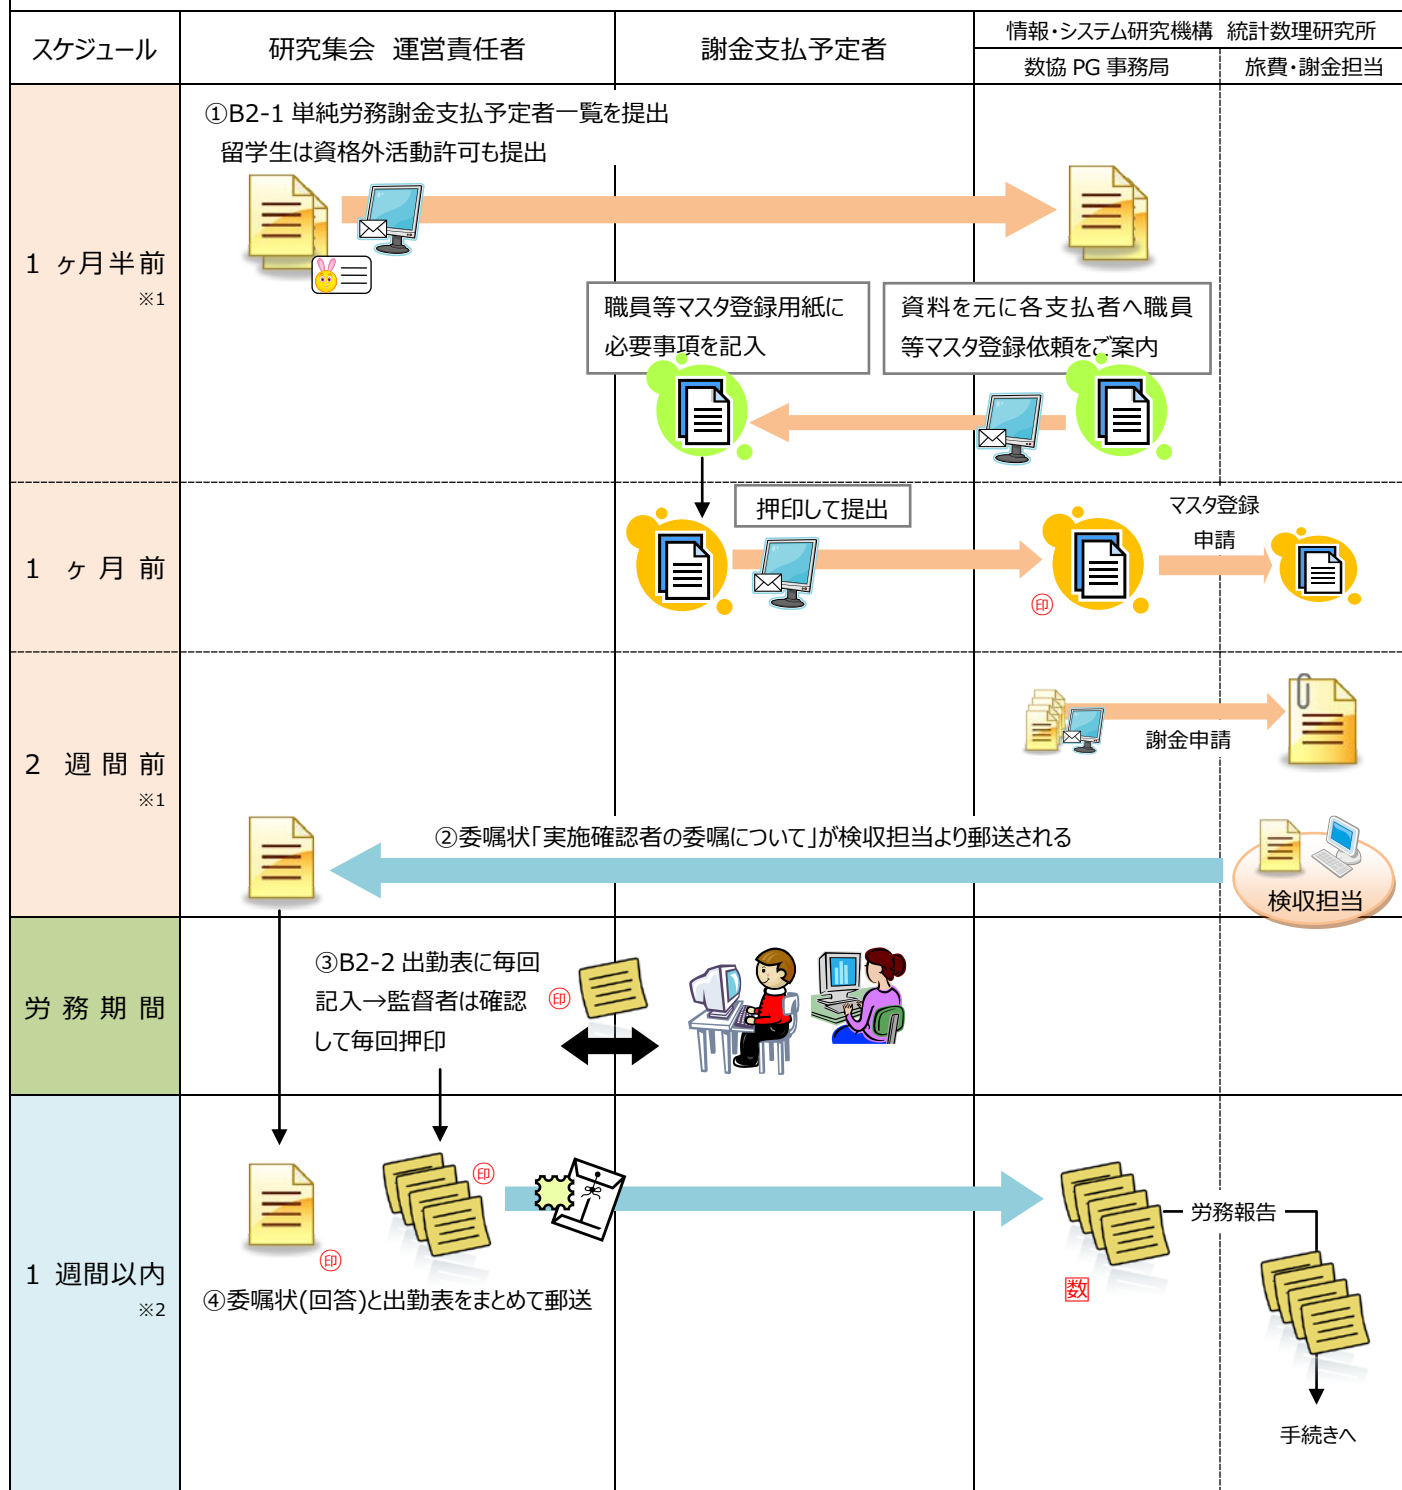 スケジュール
研究集会 運営責任者
謝金支払予定者
情報・システム研究機構 統計数理研究所
数協 PG 事務局
旅費・謝金担当
1 ヶ月半前
※1
①B2-1 単純労務謝金支払予定者一覧を提出
留学生は資格外活動許可も提出
職員等マスタ登録用紙に
必要事項を記入
資料を元に各支払者へ職員
等マスタ登録依頼をご案内
1 ヶ月前
押印して提出
印
マスタ登録
申請
2 週間前
※1
謝金申請
②委嘱状「実施確認者の委嘱について」が検収担当より郵送される
検収担当
労務期間
③B2-2 出勤表に毎回
記入→監督者は確認
して毎回押印
印
1 週間以内
※2
印
印
④委嘱状(回答)と出勤表をまとめて郵送
数
労務報告
手続きへ